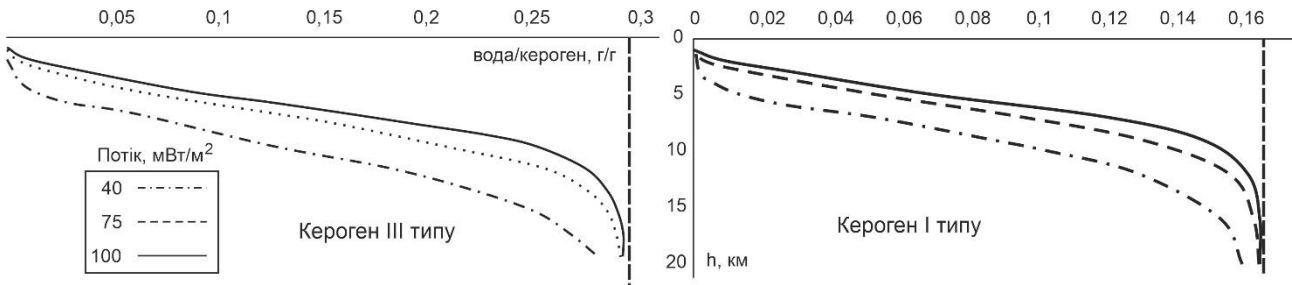 0,05 0,1 0,15 0,2 0,25 0,3
вода/кероген, г/г
Потік, мВт/м²
40
75
100
Кероген III типу
0 0,02 0,04 0,06 0,08 0,1 0,12 0,14 0,16
0
5
10
15
20
Кероген I типу
h, км